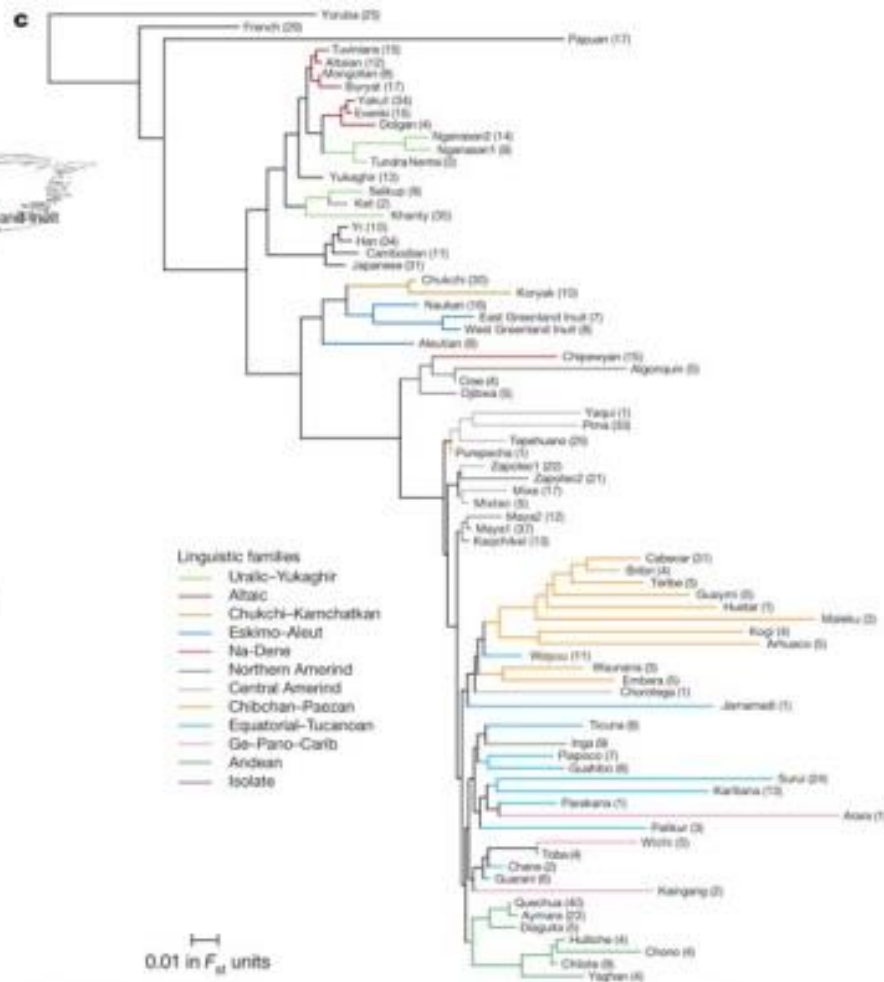 c
Yoruba (25)
French (28)
Papuan (17)
Tuvinians (15)
Altaian (12)
Mongolian (8)
Buryat (17)
Yakut (34)
Evenki (15)
Dolgan (4)
Nganasan2 (14)
Nganasan1 (8)
Tundra Nentsi
Yukaghir (13)
Selkup (9)
Ket (2)
Khanty (35)
Yi (10)
Han (34)
Cambodian (11)
Japanese (31)
Chukchi (30)
Koryak (10)
Naukan (16)
East Greenland Inuit (7)
West Greenland Inuit (8)
Aleutian (8)
Chipewyan (15)
Algonquin (5)
Cree (4)
Ojibwa (5)
Yaqui (1)
Pima (33)
Tepehuano (25)
Purepecha (1)
Zapotec1 (22)
Zapotec2 (21)
Mixe (17)
Mixtec (5)
Maya2 (12)
Maya1 (37)
Kaqchikel (13)
Linguistic families
Uralic–Yukaghir
Altaic
Chukchi–Kamchatkan
Eskimo–Aleut
Na-Dene
Northern Amerind
Central Amerind
Chibchan–Paezan
Equatorial–Tucanoan
Ge–Pano–Carib
Andean
Isolate
Cabecar (31)
Bribri (4)
Teribe (3)
Guaymi (5)
Huetar (1)
Maleku (3)
Kogi (4)
Arhuaco (5)
Wayuu (11)
Waunana (3)
Embera (5)
Chorotega (1)
Jamamadi (1)
Ticuna (6)
Inga (9)
Piapoco (7)
Guahibo (6)
Surui (24)
Karitiana (13)
Parakana (1)
Arara (1
Palikur (3)
Wichi (5)
Toba (4)
Chane (2)
Guarani (6)
Kaingang (2)
Quechua (40)
Aymara (23)
Diaguita (5)
Huilliche (4)
Chono (4)
Chilote (8)
Yaghan (4)
0.01 in Fst units